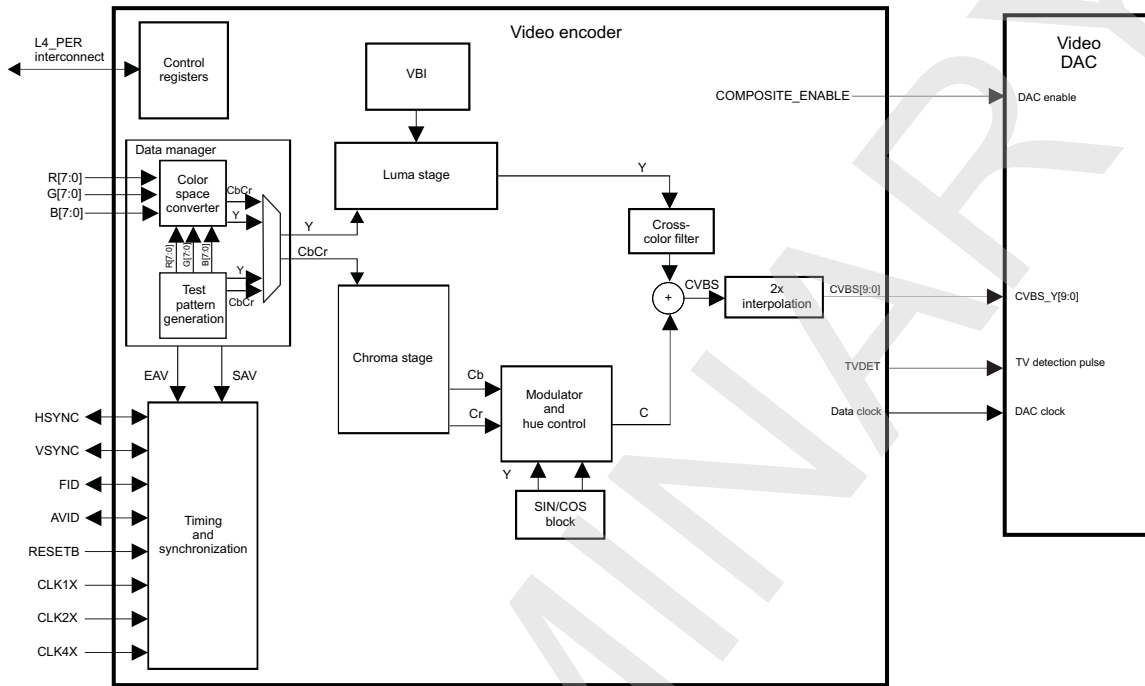 Video encoder
Video
DAC
L4_PER
interconnect
Control
registers
VBI
COMPOSITE_ENABLE
DAC enable
Data manager
R[7:0]
G[7:0]
B[7:0]
Color
space
converter
CbCr
Y
R[7:0]
G[7:0]
B[7:0]
Test
pattern
generation
Y
CbCr
Y
CbCr
Luma stage
Y
Cross-
color filter
+
CVBS
2x
interpolation
CVBS[9:0]
CVBS_Y[9:0]
Chroma stage
Cb
Cr
Modulator
and
hue control
C
Y
SIN/COS
block
TVDET
TV detection pulse
Data clock
DAC clock
EAV
SAV
HSYNC
VSYNC
FID
AVID
RESETB
CLK1X
CLK2X
CLK4X
Timing
and
synchronization
MINARY